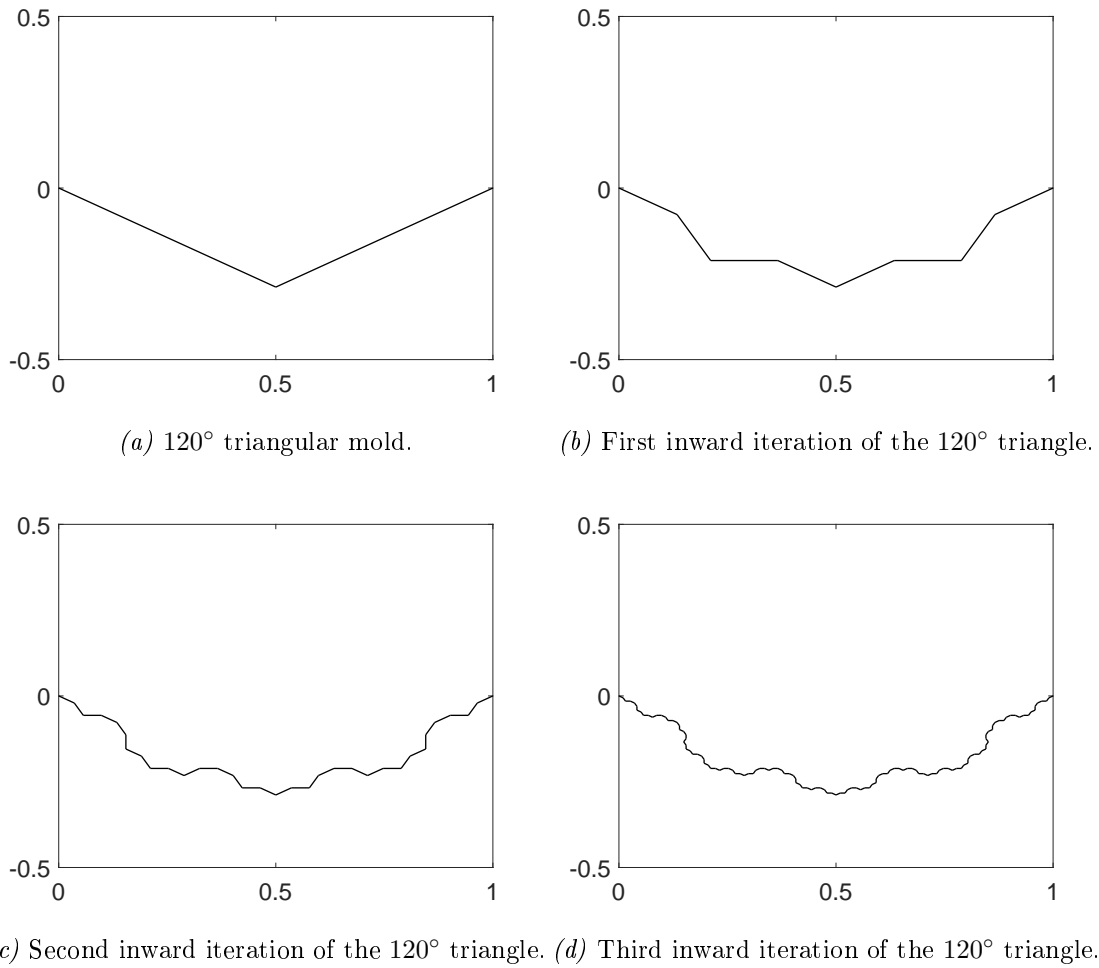 0.5 0.5
0 0
-0.5 -0.5
0 0.5 1 0 0.5 1
(a) 120° triangular mold. (b) First inward iteration of the 120° triangle.
0.5 0.5
0 0
-0.5 -0.5
0 0.5 1 0 0.5 1
c) Second inward iteration of the 120° triangle. (d) Third inward iteration of the 120° triangle.